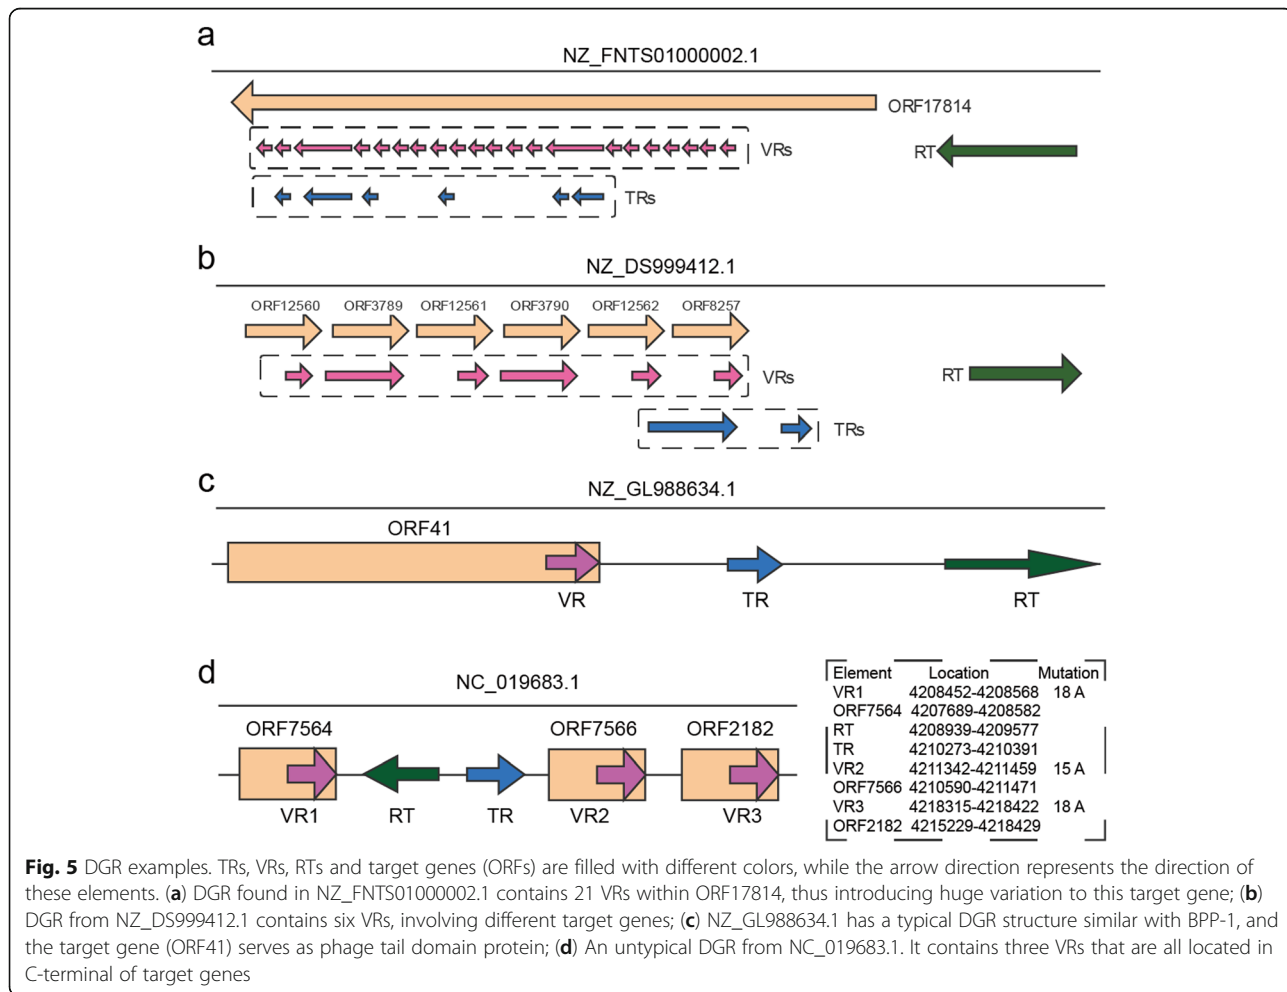 a
NZ_FNTS01000002.1
ORF17814
VRs
RT
TRs
b
NZ_DS999412.1
ORF12560 ORF3789 ORF12561 ORF3790 ORF12562 ORF8257
VRs
RT
TRs
c
NZ_GL988634.1
ORF41
VR TR RT
d
NC_019683.1
ORF7564 ORF7566 ORF2182
VR1 RT TR VR2 VR3
Element Location Mutation
VR1 4208452-4208568 18 A
ORF7564 4207689-4208582
RT 4208939-4209577
TR 4210273-4210391
VR2 4211342-4211459 15 A
ORF7566 4210590-4211471
VR3 4218315-4218422 18 A
ORF2182 4215229-4218429
Fig. 5 DGR examples. TRs, VRs, RTs and target genes (ORFs) are filled with different colors, while the arrow direction represents the direction of
these elements. (a) DGR found in NZ_FNTS01000002.1 contains 21 VRs within ORF17814, thus introducing huge variation to this target gene; (b)
DGR from NZ_DS999412.1 contains six VRs, involving different target genes; (c) NZ_GL988634.1 has a typical DGR structure similar with BPP-1, and
the target gene (ORF41) serves as phage tail domain protein; (d) An untypical DGR from NC_019683.1. It contains three VRs that are all located in
C-terminal of target genes